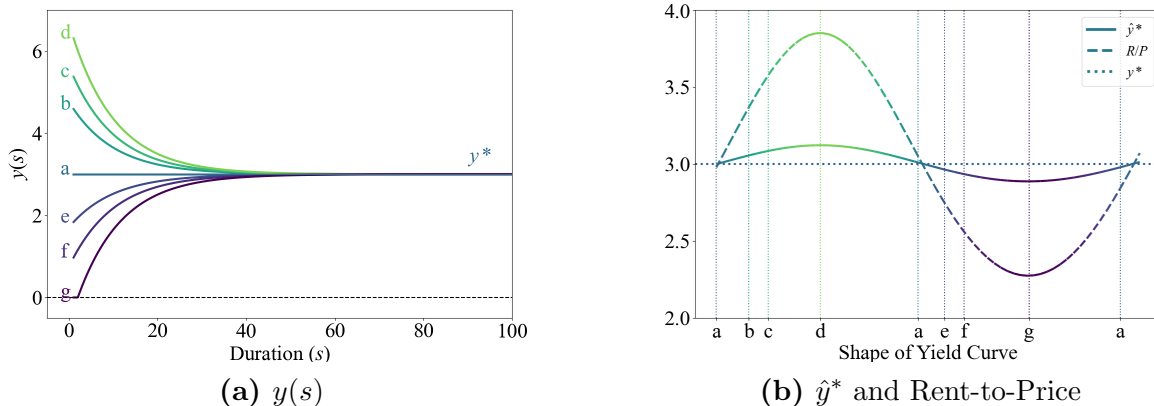 6
4
2
0
y(s)
d
c
b
a
e
f
g
y*
0
20
40
60
80
100
Duration (s)
(a) y(s)
4.0
3.5
3.0
2.5
2.0
ŷ*
R/P
y*
a
b
c
d
a
e
f
g
a
Shape of Yield Curve
(b) ŷ* and Rent-to-Price